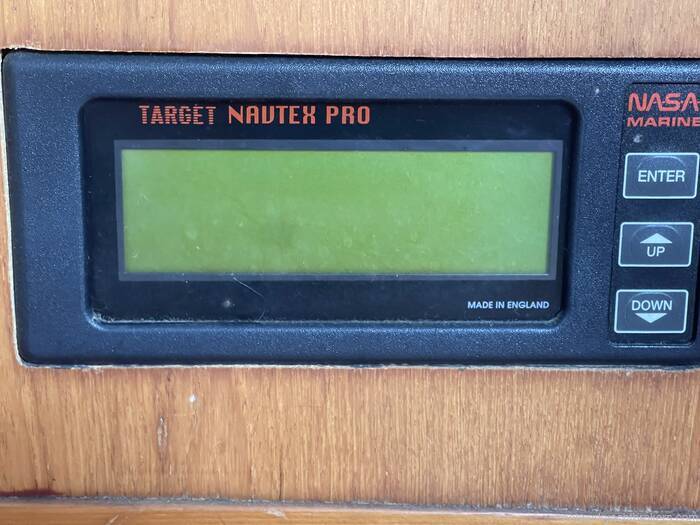 TARGET NAVTEX PRO
NASA
MARINE
ENTER
UP
DOWN
MADE IN ENGLAND